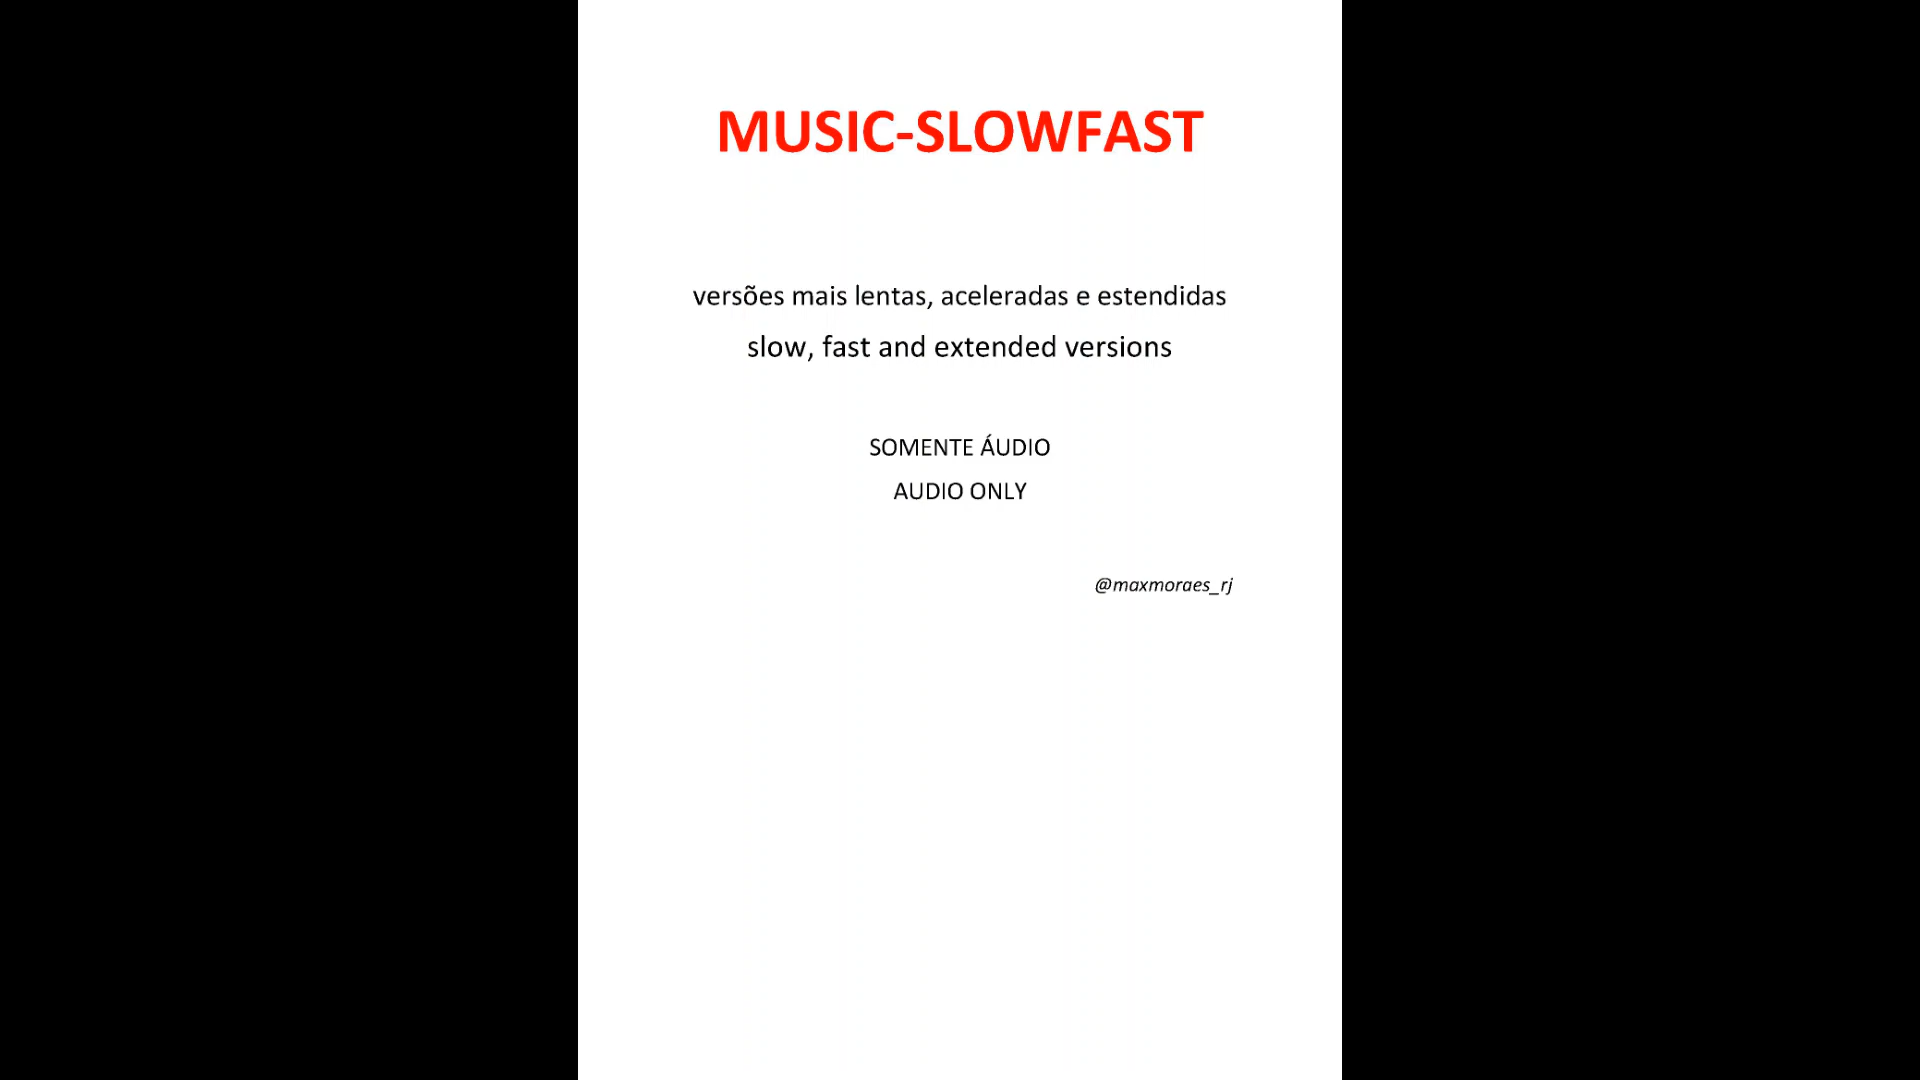 MUSIC-SLOWFAST
versões mais lentas, aceleradas e estendidas
slow, fast and extended versions
SOMENTE ÁUDIO
AUDIO ONLY
@maxmoraes_rj